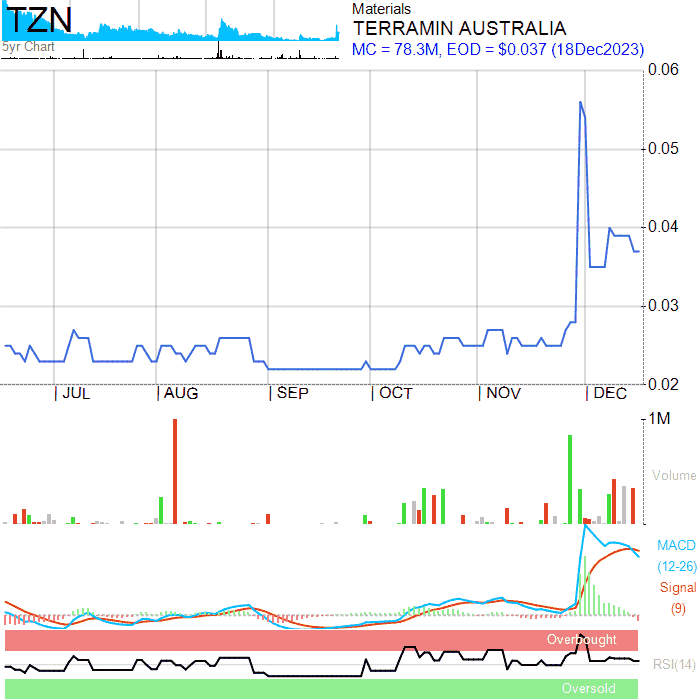 TZN
5yr Chart
Materials
TERRAMIN AUSTRALIA
MC = 78.3M, EOD = $0.037 (18Dec2023)
0.06
0.05
0.04
0.03
0.02
JUL AUG SEP OCT NOV DEC
1M
Volume
MACD
(12-26)
Signal
(9)
Overbought
RSI(14)
Oversold